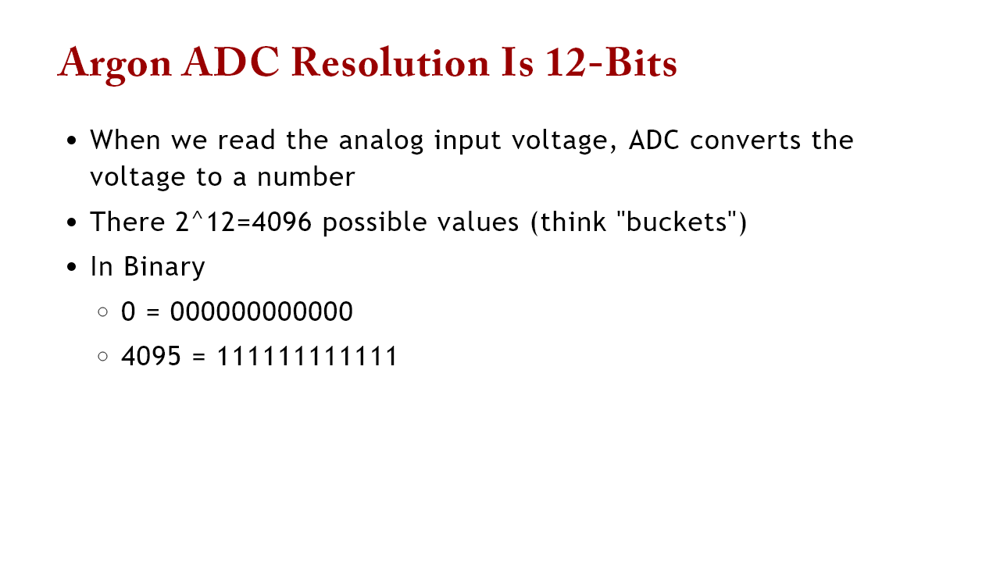 Argon ADC Resolution Is 12-Bits
• When we read the analog input voltage, ADC converts the
voltage to a number
• There 2^12=4096 possible values (think "buckets")
• In Binary
○ 0 = 000000000000
○ 4095 = 111111111111